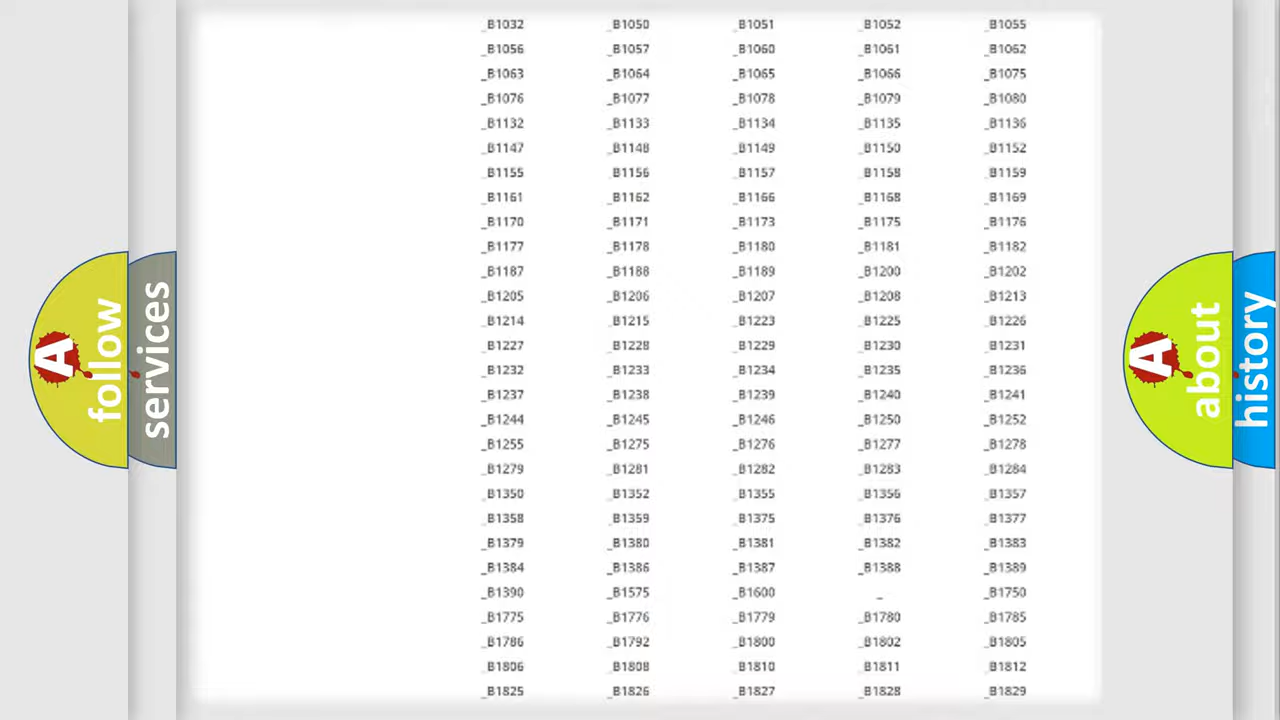 _B1032 _B1050 _B1051 _B1052 _B1055
_B1056 _B1057 _B1060 _B1061 _B1062
_B1063 _B1064 _B1065 _B1066 _B1075
_B1076 _B1077 _B1078 _B1079 _B1080
_B1132 _B1133 _B1134 _B1135 _B1136
_B1147 _B1148 _B1149 _B1150 _B1152
_B1155 _B1156 _B1157 _B1158 _B1159
_B1161 _B1162 _B1166 _B1168 _B1169
_B1170 _B1171 _B1173 _B1175 _B1176
_B1177 _B1178 _B1180 _B1181 _B1182
_B1187 _B1188 _B1189 _B1200 _B1202
_B1205 _B1206 _B1207 _B1208 _B1213
_B1214 _B1215 _B1223 _B1225 _B1226
_B1227 _B1228 _B1229 _B1230 _B1231
_B1232 _B1233 _B1234 _B1235 _B1236
_B1237 _B1238 _B1239 _B1240 _B1241
_B1244 _B1245 _B1246 _B1250 _B1252
_B1255 _B1275 _B1276 _B1277 _B1278
_B1279 _B1281 _B1282 _B1283 _B1284
_B1350 _B1352 _B1355 _B1356 _B1357
_B1358 _B1359 _B1375 _B1376 _B1377
_B1379 _B1380 _B1381 _B1382 _B1383
_B1384 _B1386 _B1387 _B1388 _B1389
_B1390 _B1575 _B1600 _ _B1750
_B1775 _B1776 _B1779 _B1780 _B1785
_B1786 _B1792 _B1800 _B1802 _B1805
_B1806 _B1808 _B1810 _B1811 _B1812
_B1825 _B1826 _B1827 _B1828 _B1829
A follow
services
A about
history